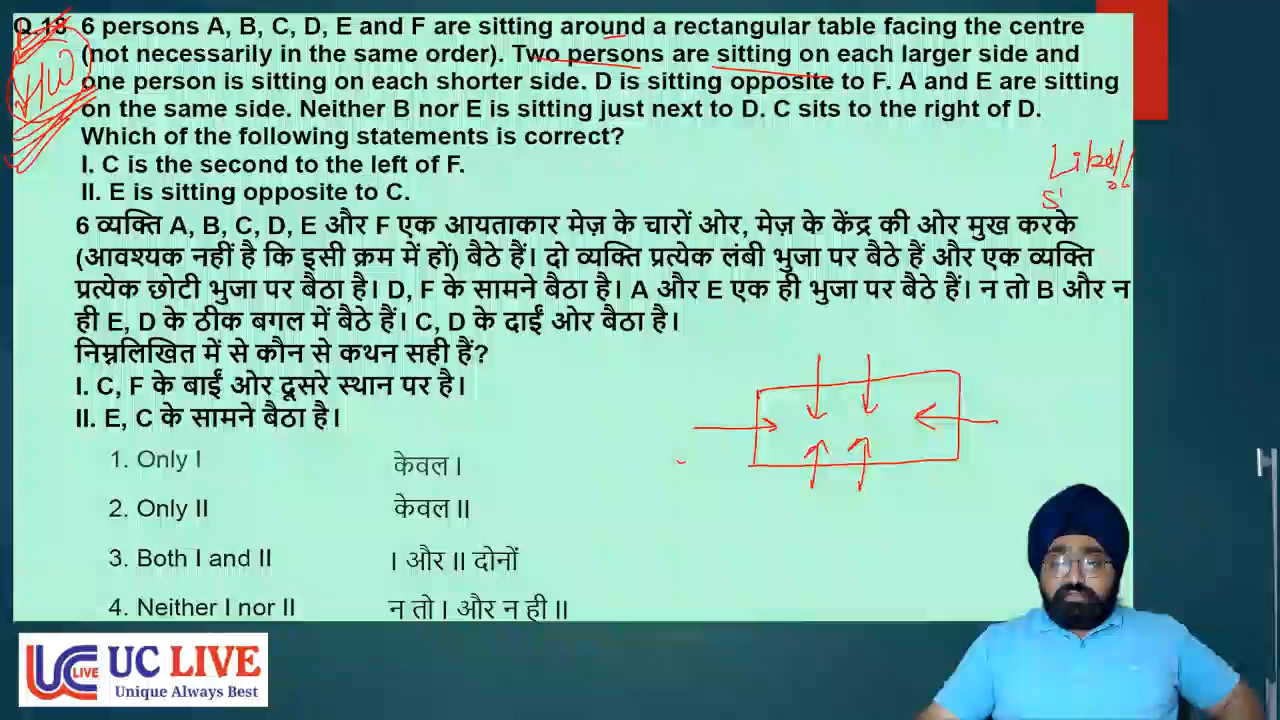 Q.18 6 persons A, B, C, D, E and F are sitting around a rectangular table facing the centre
(not necessarily in the same order). Two persons are sitting on each larger side and
one person is sitting on each shorter side. D is sitting opposite to F. A and E are sitting
on the same side. Neither B nor E is sitting just next to D. C sits to the right of D.
Which of the following statements is correct?
I. C is the second to the left of F.
II. E is sitting opposite to C.
6 व्यक्ति A, B, C, D, E और F एक आयताकार मेज़ के चारों ओर, मेज़ के केंद्र की ओर मुख करके
(आवश्यक नहीं है कि इसी क्रम में हों) बैठे हैं। दो व्यक्ति प्रत्येक लंबी भुजा पर बैठे हैं और एक व्यक्ति
प्रत्येक छोटी भुजा पर बैठा है। D, F के सामने बैठा है। A और E एक ही भुजा पर बैठे हैं। न तो B और न
ही E, D के ठीक बगल में बैठे हैं। C, D के दाईं ओर बैठा है।
निम्नलिखित में से कौन से कथन सही हैं?
I. C, F के बाईं ओर दूसरे स्थान पर है।
II. E, C के सामने बैठा है।
1. Only I केवल I
2. Only II केवल II
3. Both I and II I और II दोनों
4. Neither I nor II न तो I और न ही II
H/W
UC LIVE UC LIVE
Unique Always Best